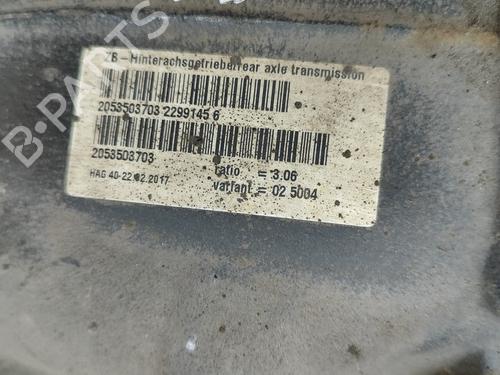 ZB - Hinterachsgetriebe/rear axle transmission
2053503703 2299145 6
2053503703
ratio = 3.06
HAG 40-22.02.2017
variant = 02 5004
B-PARTS